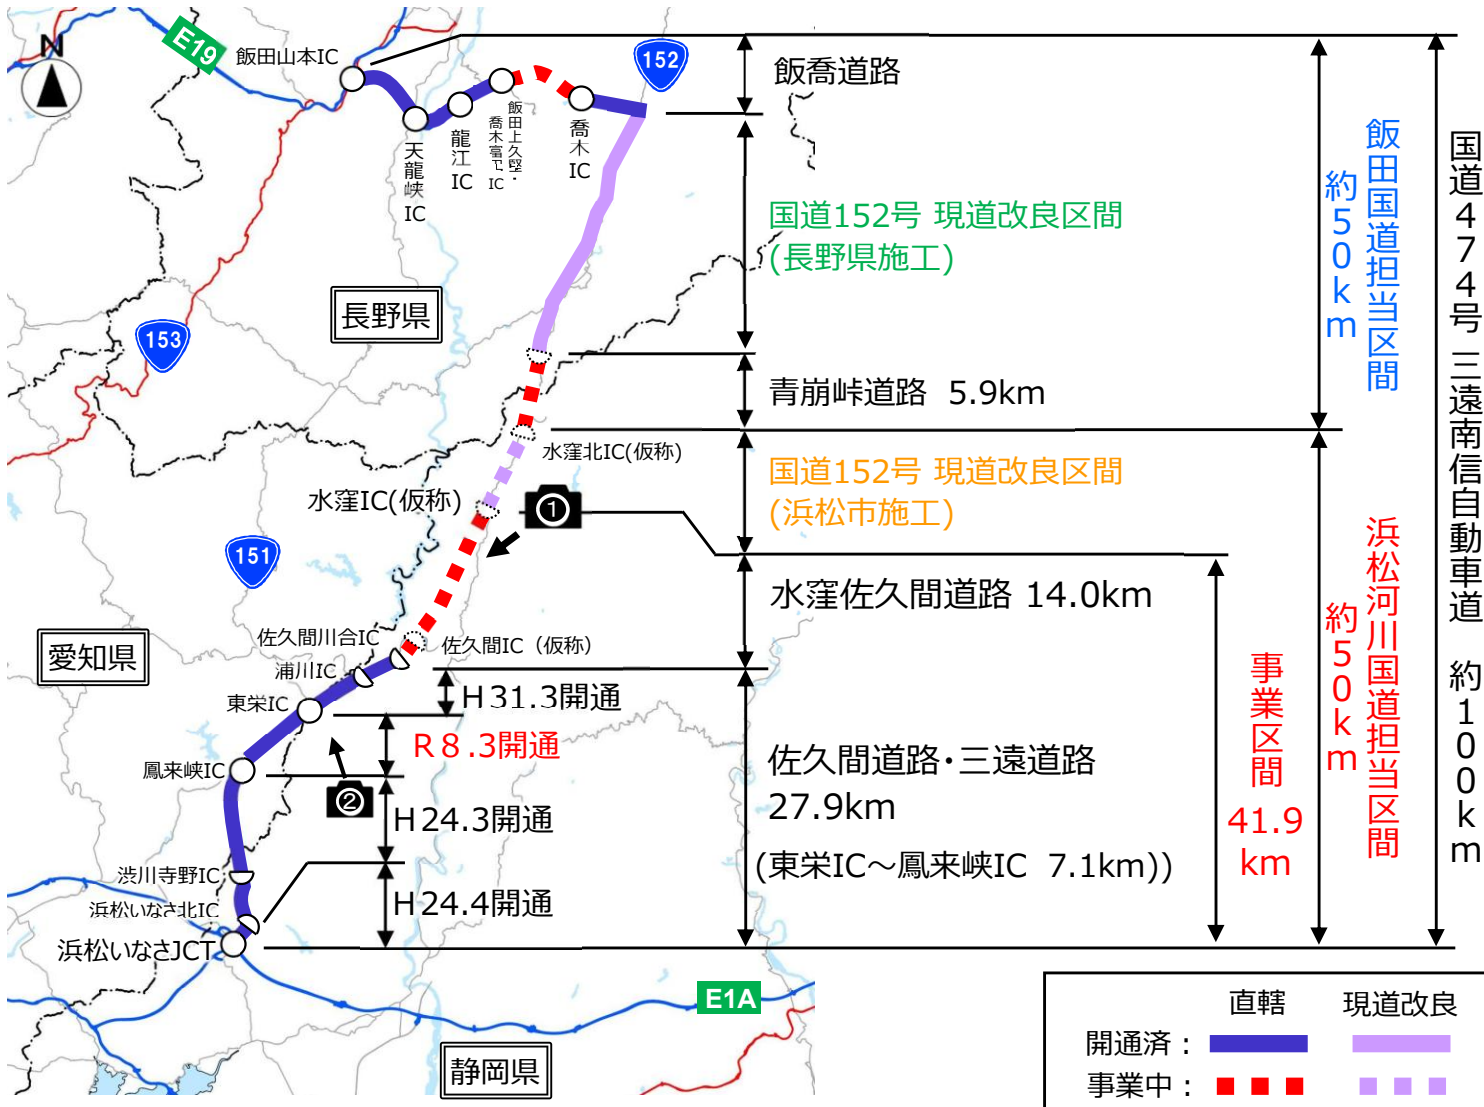 N
E19
飯田山本IC
天龍峡IC
龍江IC
飯田上久堅・
喬木富田IC
喬木IC
152
長野県
153
151
愛知県
静岡県
水窪北IC(仮称)
水窪IC(仮称)
①
佐久間川合IC
佐久間IC（仮称）
浦川IC
東栄IC
鳳来峡IC
②
渋川寺野IC
浜松いなさ北IC
浜松いなさJCT
E1A
H31.3開通
R8.3開通
H24.3開通
H24.4開通
飯喬道路
国道152号 現道改良区間
(長野県施工)
青崩峠道路 5.9km
国道152号 現道改良区間
(浜松市施工)
水窪佐久間道路 14.0km
佐久間道路・三遠道路
27.9km
(東栄IC～鳳来峡IC 7.1km))
事業区間
41.9
km
飯田国道担当区間
約50km
浜松河川国道担当区間
約50km
国道474号 三遠南信自動車道 約100km
直轄 現道改良
開通済：
事業中：